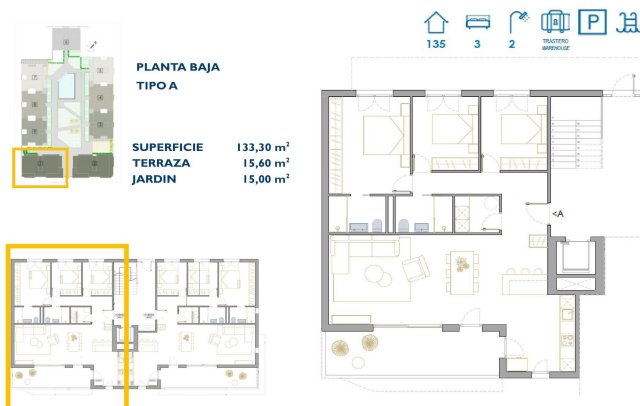 PLANTA BAJA
TIPO A
SUPERFICIE 133,30 m²
TERRAZA 15,60 m²
JARDIN 15,00 m²
135
3
2
TRASTERO
WAREHOUSE
P
<A